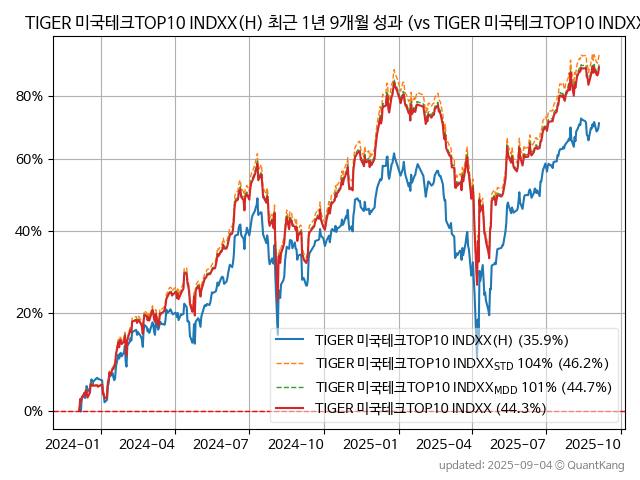 TIGER 미국테크TOP10 INDXX(H) 최근 1년 9개월 성과 (vs TIGER 미국테크TOP10 INDX
80%
60%
40%
20%
0%
TIGER 미국테크TOP10 INDXX(H) (35.9%)
TIGER 미국테크TOP10 INDXX_STD 104% (46.2%)
TIGER 미국테크TOP10 INDXX_MDD 101% (44.7%)
TIGER 미국테크TOP10 INDXX (44.3%)
2024-01 2024-04 2024-07 2024-10 2025-01 2025-04 2025-07 2025-10
updated: 2025-09-04 © QuantKang